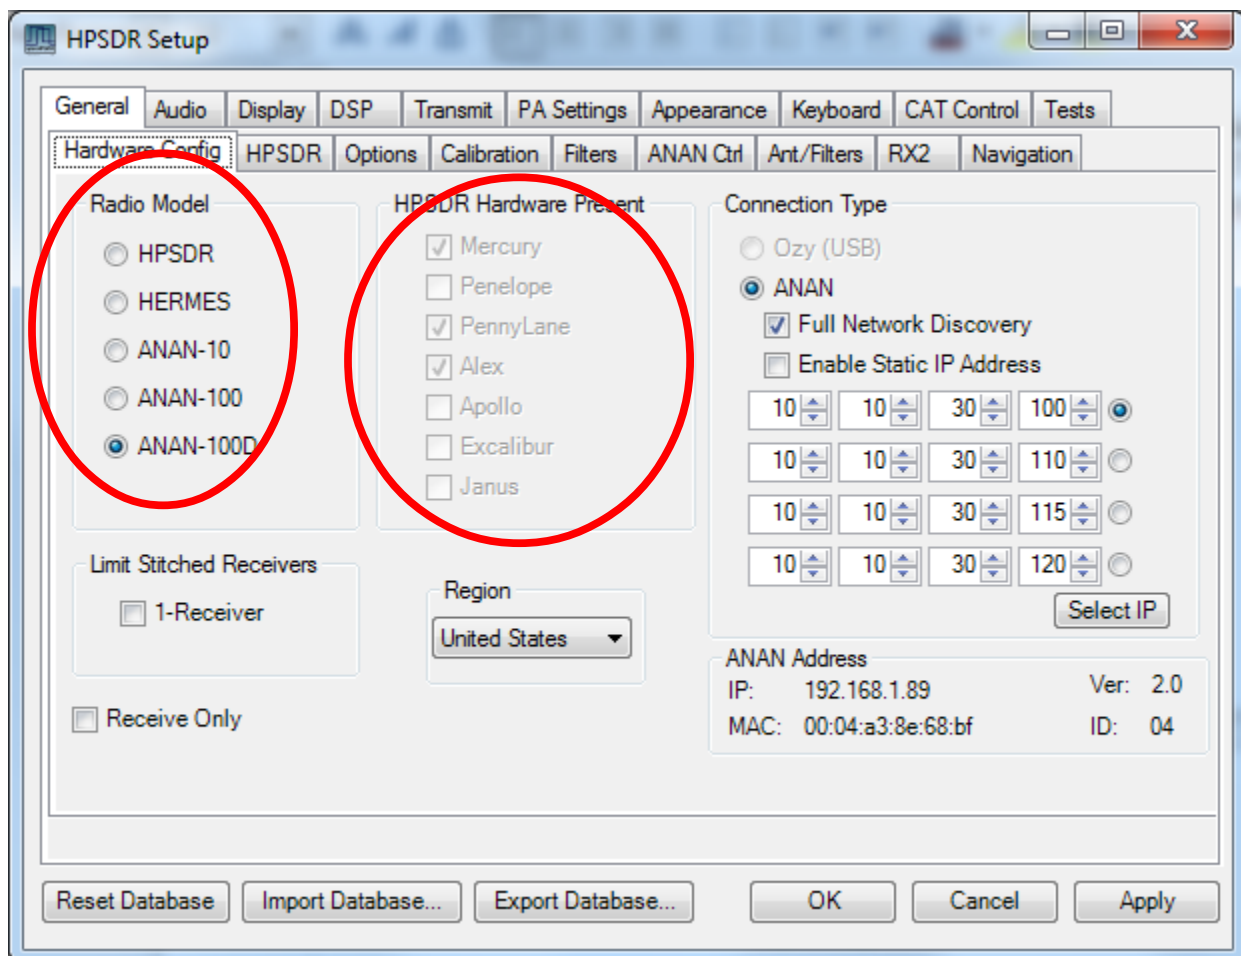 HPSDR Setup
General Audio Display DSP Transmit PA Settings Appearance Keyboard CAT Control Tests
Hardware Config HPSDR Options Calibration Filters ANAN Ctrl Ant/Filters RX2 Navigation
Radio Model
HPSDR
HERMES
ANAN-10
ANAN-100
ANAN-100D
HPSDR Hardware Present
Mercury
Penelope
PennyLane
Alex
Apollo
Excalibur
Janus
Connection Type
Ozy (USB)
ANAN
Full Network Discovery
Enable Static IP Address
10 10 30 100
10 10 30 110
10 10 30 115
10 10 30 120
Select IP
Limit Stitched Receivers
1-Receiver
Region
United States
Receive Only
ANAN Address
IP: 192.168.1.89 Ver: 2.0
MAC: 00:04:a3:8e:68:bf ID: 04
Reset Database Import Database... Export Database... OK Cancel Apply